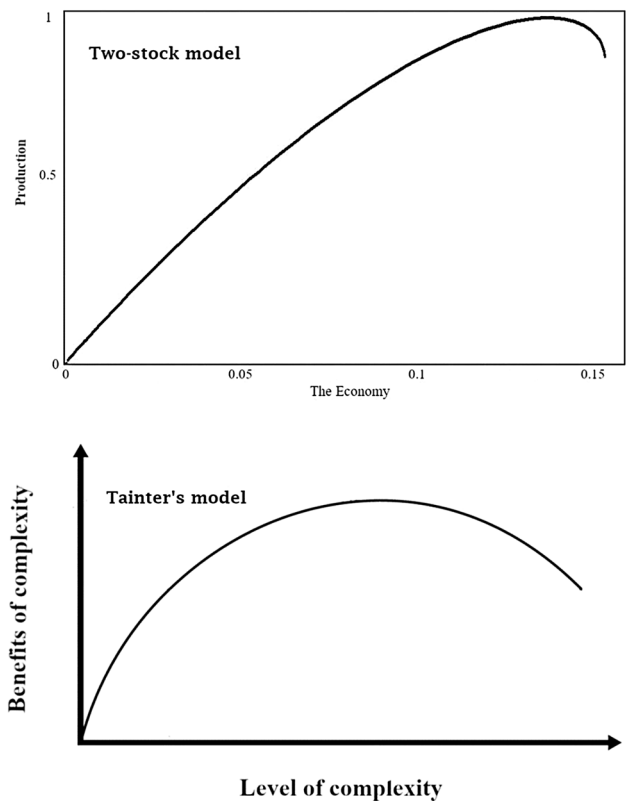 1
Two-stock model
Production
0.5
0
0
0.05
0.1
0.15
The Economy
Tainter's model
Benefits of complexity
Level of complexity